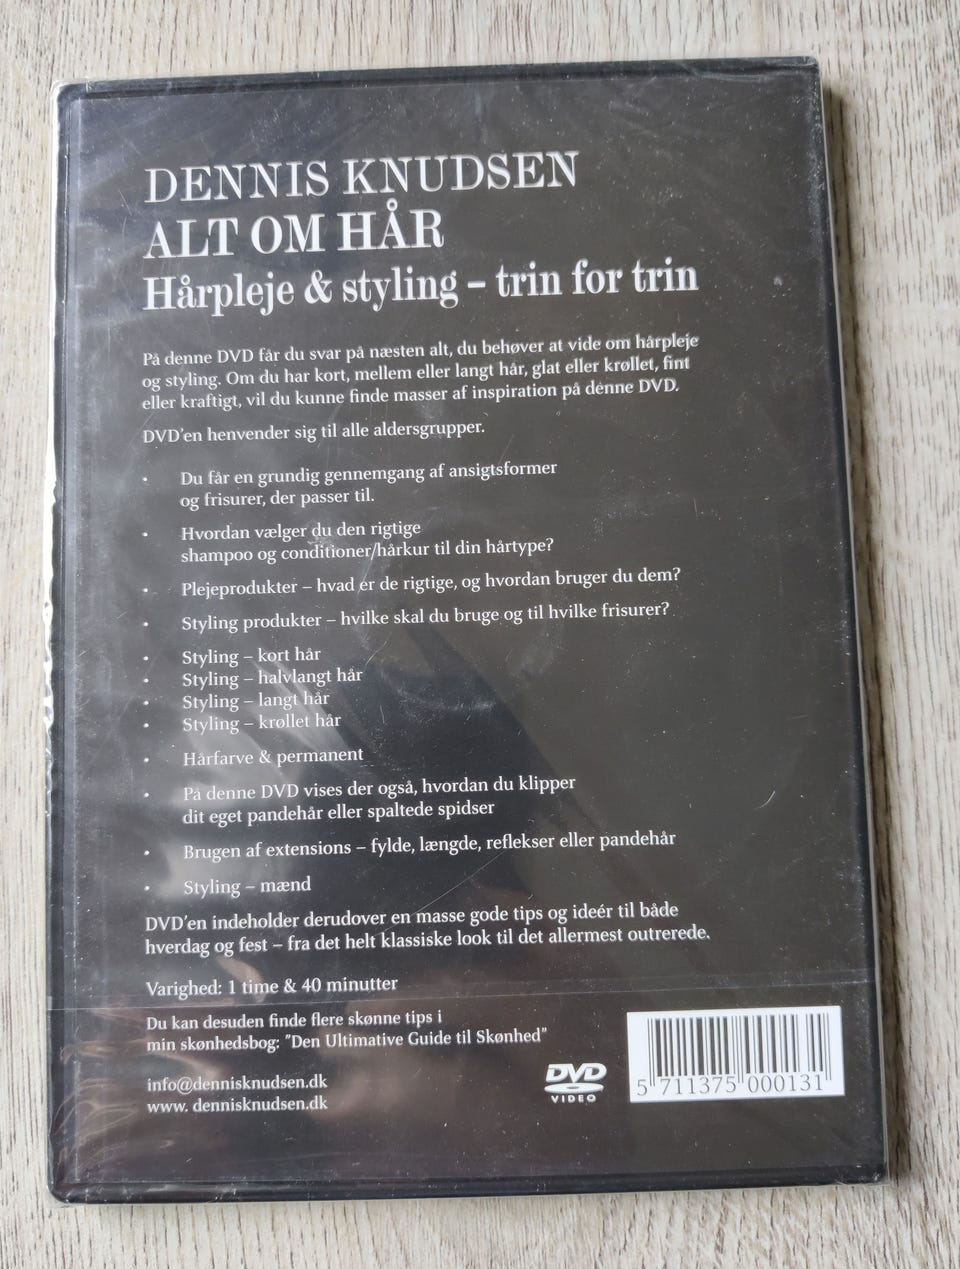 DENNIS KNUDSEN
ALT OM HÅR
Hårpleje & styling – trin for trin
På denne DVD får du svar på næsten alt, du behøver at vide om hårpleje
og styling. Om du har kort, mellem eller langt hår, glat eller krøllet, fint
eller kraftigt, vil du kunne finde masser af inspiration på denne DVD.
DVD'en henvender sig til alle aldersgrupper.
• Du får en grundig gennemgang af ansigtsformer
og frisurer, der passer til.
• Hvordan vælger du den rigtige
shampoo og conditioner/hårkur til din hårtype?
• Plejeprodukter – hvad er de rigtige, og hvordan bruger du dem?
• Styling produkter – hvilke skal du bruge og til hvilke frisurer?
• Styling – kort hår
• Styling – halvlangt hår
• Styling – langt hår
• Styling – krøllet hår
• Hårfarve & permanent
• På denne DVD vises der også, hvordan du klipper
dit eget pandehår eller spaltede spidser
• Brugen af extensions – fylde, længde, reflekser eller pandehår
• Styling – mænd
DVD'en indeholder derudover en masse gode tips og ideér til både
hverdag og fest – fra det helt klassiske look til det allermest outrerede.
Varighed: 1 time & 40 minutter
Du kan desuden finde flere skønne tips i
min skønhedsbog: "Den Ultimative Guide til Skønhed"
info@dennisknudsen.dk
www. dennisknudsen.dk
DVD
VIDEO
5 711375 000131